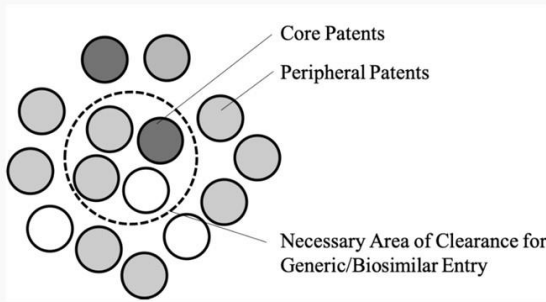 Core Patents
Peripheral Patents
Necessary Area of Clearance for
Generic/Biosimilar Entry